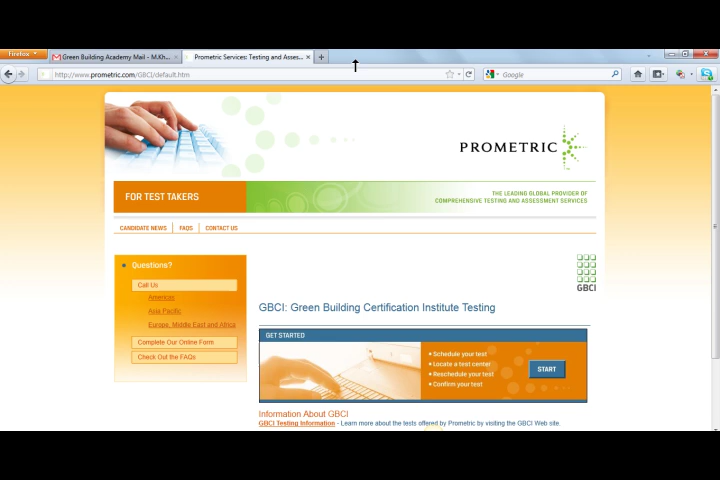 Firefox
Green Building Academy Mail - M.Kh...
Prometric Services: Testing and Asses...
http://www.prometric.com/GBCI/default.htm
Google
PROMETRIC
FOR TEST TAKERS
THE LEADING GLOBAL PROVIDER OF
COMPREHENSIVE TESTING AND ASSESSMENT SERVICES
CANDIDATE NEWS
FAQS
CONTACT US
Questions?
Call Us
Americas
Asia Pacific
Europe, Middle East and Africa
Complete Our Online Form
Check Out the FAQs
GBCI
GBCI: Green Building Certification Institute Testing
GET STARTED
• Schedule your test
• Locate a test center
• Reschedule your test
• Confirm your test
START
Information About GBCI
GBCI Testing Information - Learn more about the tests offered by Prometric by visiting the GBCI Web site.